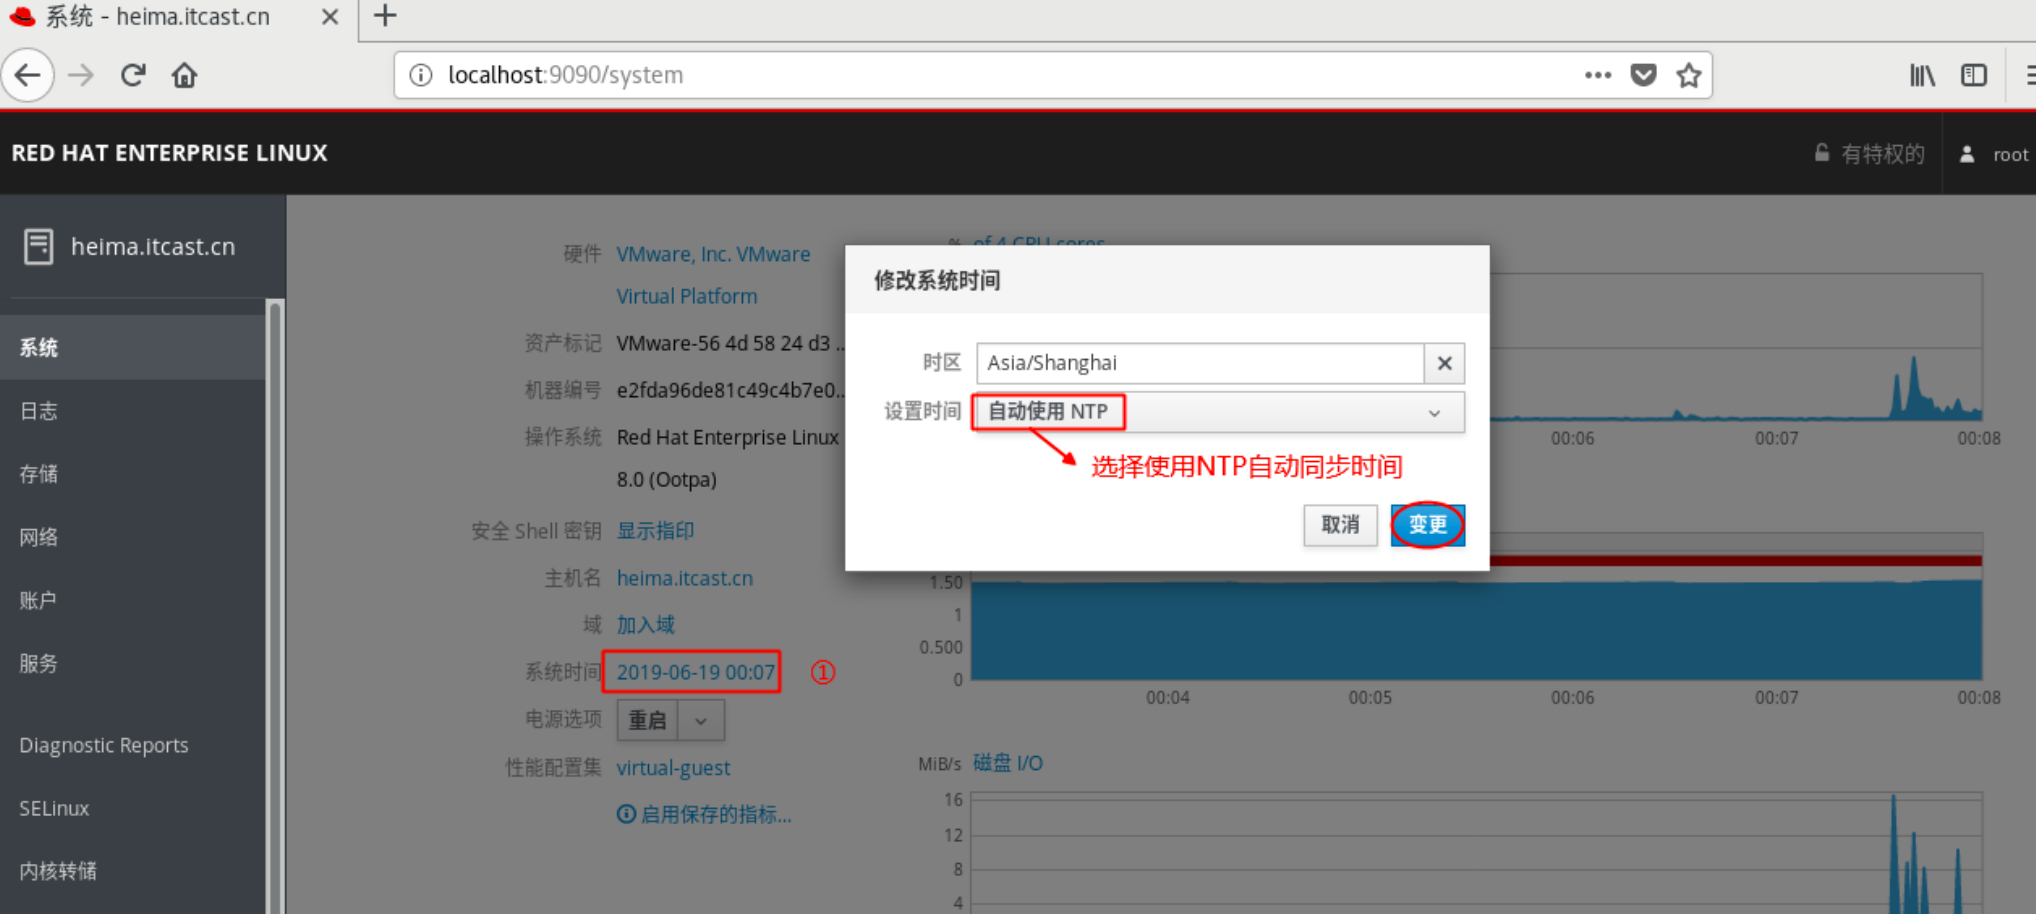 系统 - heima.itcast.cn
localhost:9090/system
RED HAT ENTERPRISE LINUX
有特权的
root
heima.itcast.cn
系统
日志
存储
网络
账户
服务
Diagnostic Reports
SELinux
内核转储
硬件 VMware, Inc. VMware
Virtual Platform
资产标记 VMware-56 4d 58 24 d3 ..
机器编号 e2fda96de81c49c4b7e0..
操作系统 Red Hat Enterprise Linux
8.0 (Ootpa)
安全 Shell 密钥 显示指印
主机名 heima.itcast.cn
域 加入域
系统时间 2019-06-19 00:07 ①
电源选项 重启
性能配置集 virtual-guest
启用保存的指标...
% of 4 CPU cores
修改系统时间
时区 Asia/Shanghai
设置时间 自动使用 NTP
选择使用NTP自动同步时间
取消 变更
00:06 00:07 00:08
1.50
1
0.500
0
00:04 00:05 00:06 00:07 00:08
MiB/s 磁盘 I/O
16
12
8
4